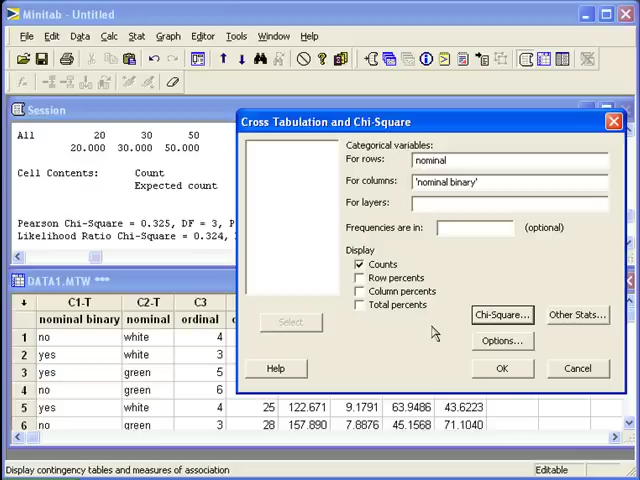 Minitab - Untitled
File Edit Data Calc Stat Graph Editor Tools Window Help
Session
All 20 30 50
20.000 30.000 50.000
Cell Contents: Count
Expected count
Pearson Chi-Square = 0.325, DF = 3, P
Likelihood Ratio Chi-Square = 0.324,
Cross Tabulation and Chi-Square
Categorical variables:
For rows: nominal
For columns: 'nominal binary'
For layers:
Frequencies are in: (optional)
Display
Counts
Row percents
Column percents
Total percents
Select
Chi-Square... Other Stats...
Options...
Help OK Cancel
DATA1.MTW ***
C1-T C2-T C3
nominal binary nominal ordinal
1 no white 4
2 yes white 3
3 yes green 5
4 no green 6
5 yes white 4 25 122.671 9.1791 63.9486 43.6223
6 no green 3 28 157.890 7.8876 45.1568 71.1040
Display contingency tables and measures of association
Editable